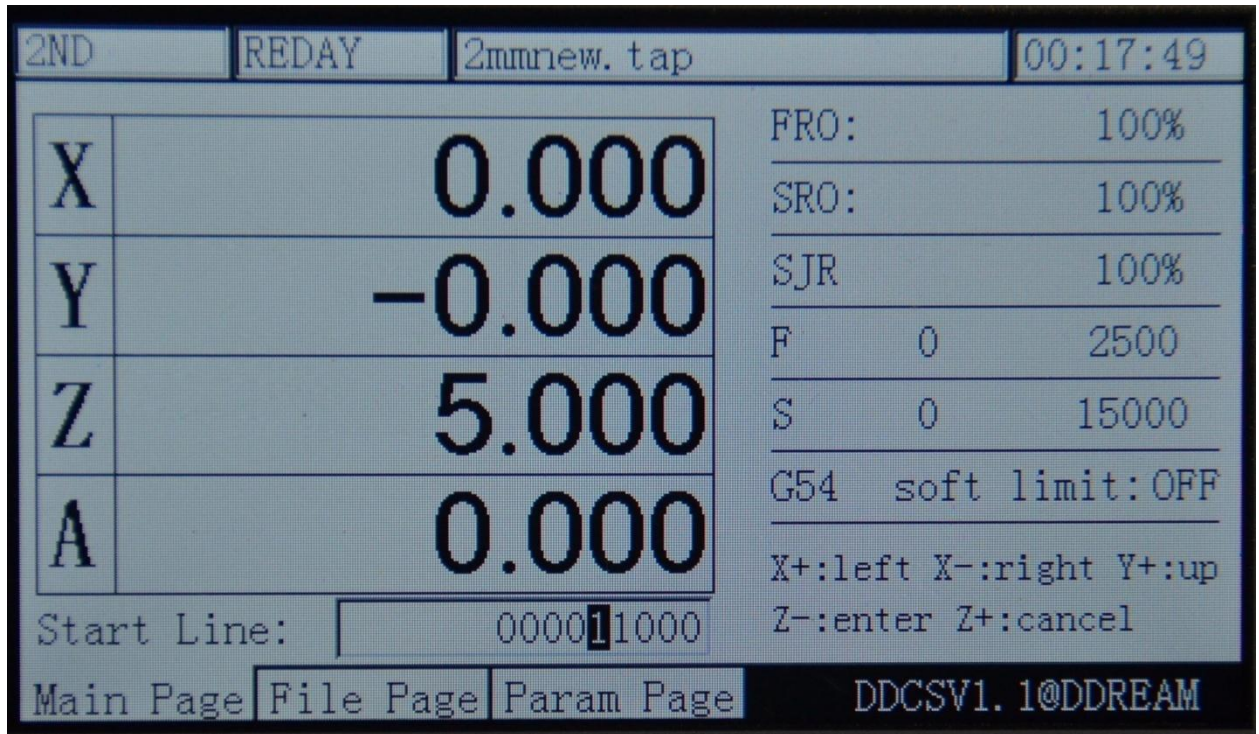 2ND REDAY 2mmnew.tap 00:17:49
X 0.000
Y -0.000
Z 5.000
A 0.000
FRO: 100%
SRO: 100%
SJR 100%
F 0 2500
S 0 15000
G54 soft limit:OFF
X+:left X-:right Y+:up
Z-:enter Z+:cancel
Start Line: 000011000
Main Page File Page Param Page DDCSV1.1@DDREAM